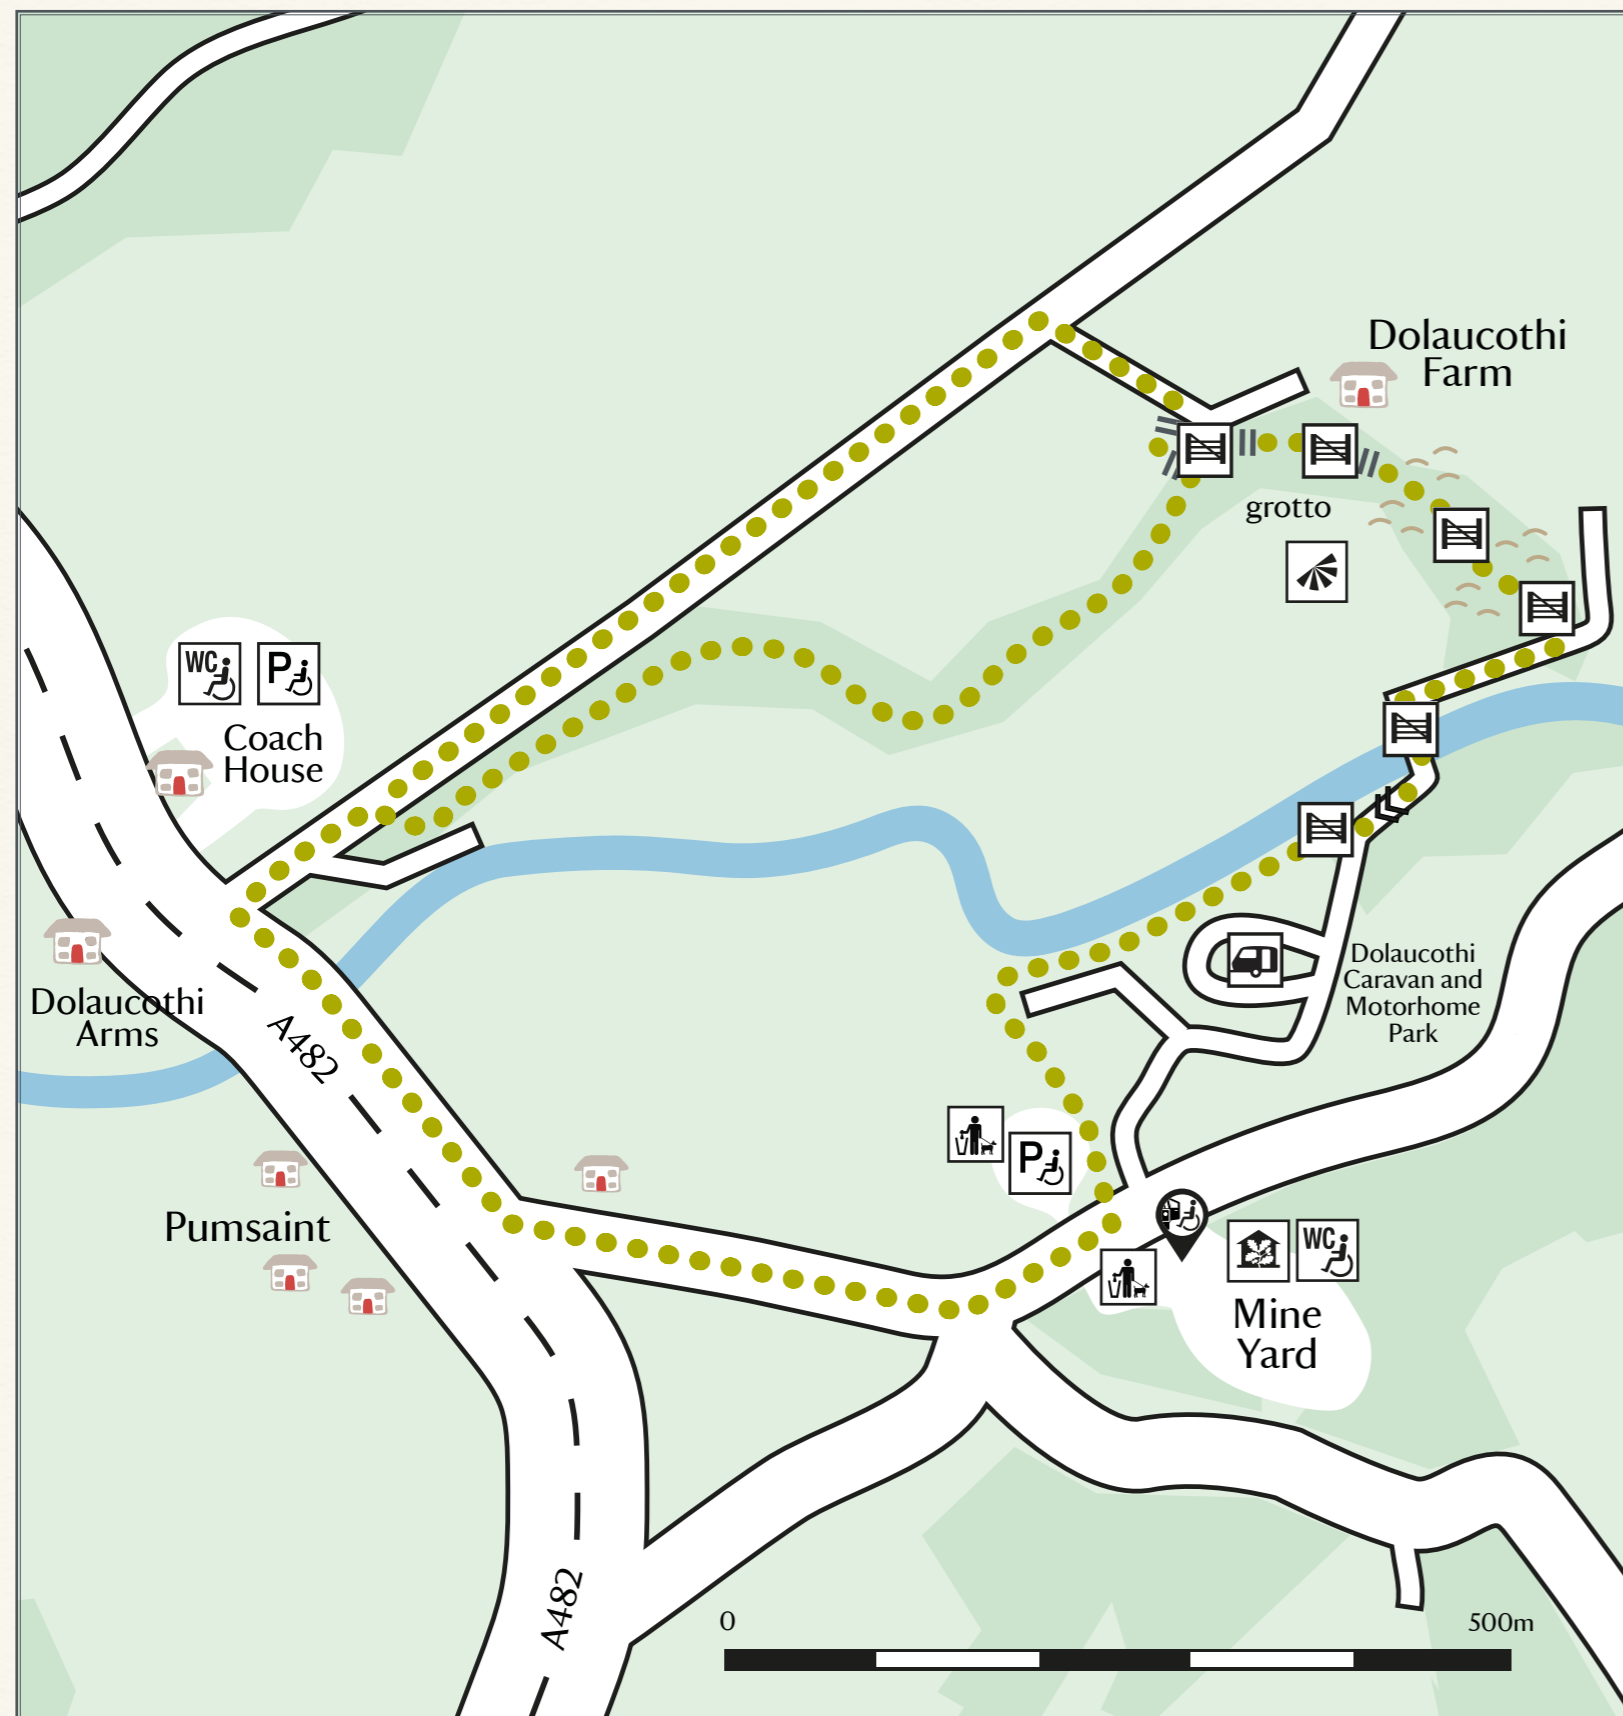 Dolaucothi
Farm
grotto
WC
P
Coach
House
Dolaucothi
Arms
A482
Dolaucothi
Caravan and
Motorhome
Park
P
Pumsaint
WC
Mine
Yard
A482
0
500m